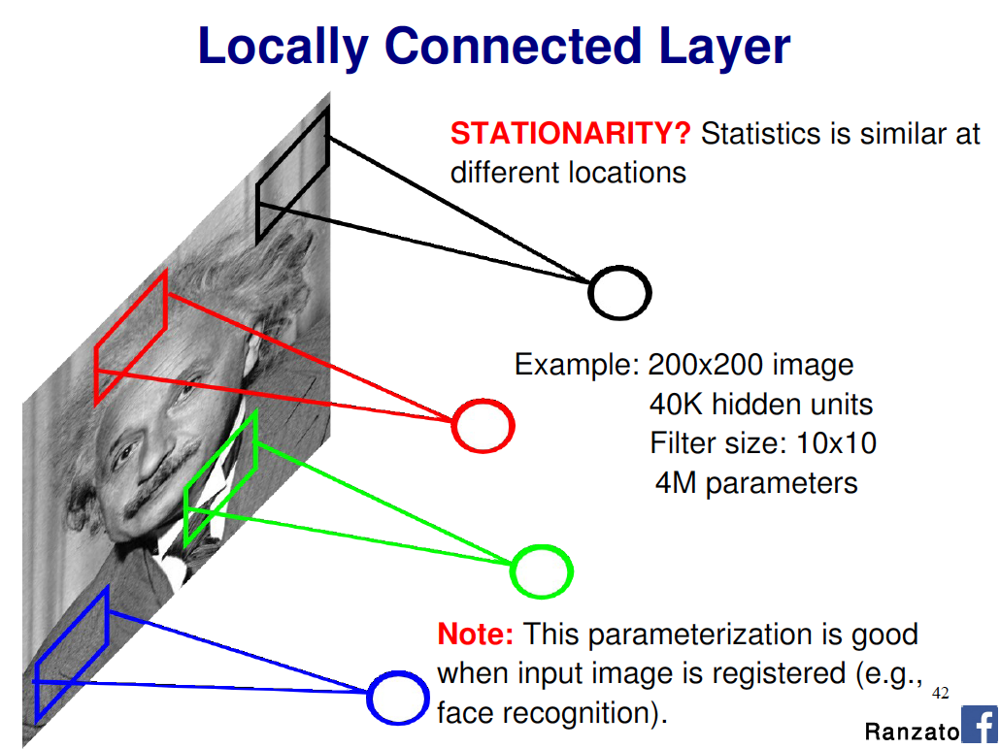 Locally Connected Layer
STATIONARITY? Statistics is similar at
different locations
Example: 200x200 image
40K hidden units
Filter size: 10x10
4M parameters
Note: This parameterization is good
when input image is registered (e.g.,
face recognition).
42
Ranzato f